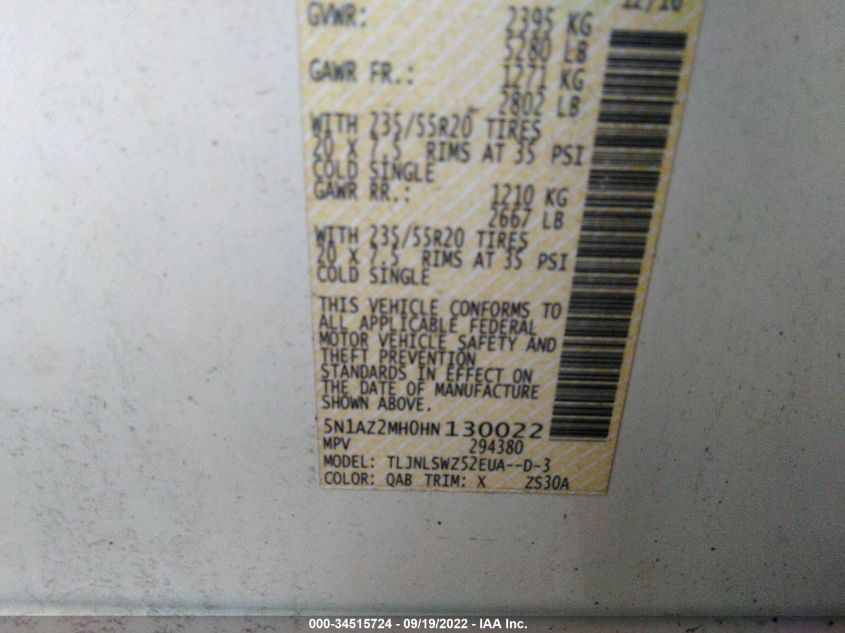 12/16
GVWR: 2395 KG
5280 LB
GAWR FR.: 1271 KG
2802 LB
WITH 235/55R20 TIRES
20 X 7.5 RIMS AT 35 PSI
COLD SINGLE
GAWR RR.: 1210 KG
2667 LB
WITH 235/55R20 TIRES
20 X 7.5 RIMS AT 35 PSI
COLD SINGLE
THIS VEHICLE CONFORMS TO
ALL APPLICABLE FEDERAL
MOTOR VEHICLE SAFETY AND
THEFT PREVENTION
STANDARDS IN EFFECT ON
THE DATE OF MANUFACTURE
SHOWN ABOVE.
5N1AZ2MH0HN130022
MPV 294380
MODEL: TLJNLSWZ52EUA--D-3
COLOR: QAB TRIM: X ZS30A
000-34515724 - 09/19/2022 - IAA Inc.